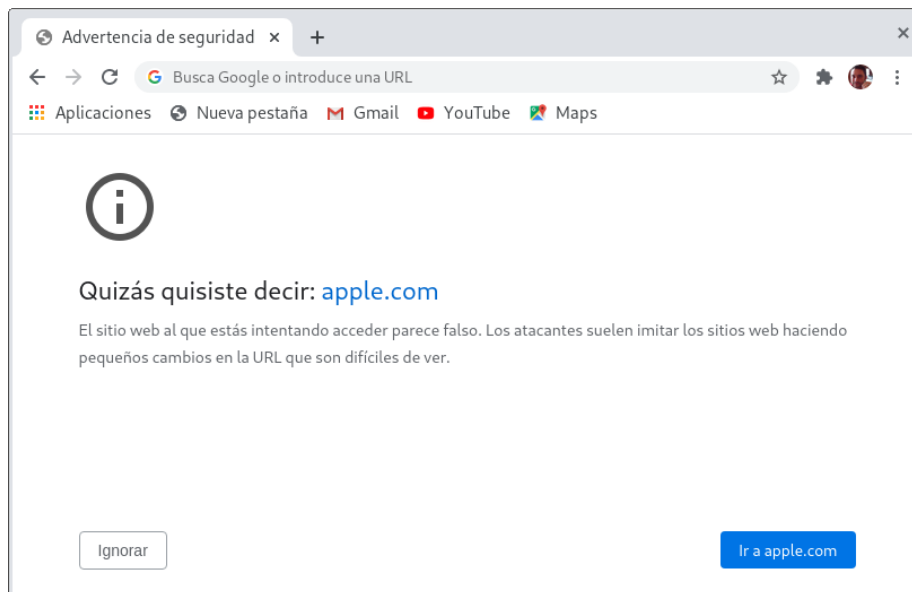 Advertencia de seguridad
Busca Google o introduce una URL
Aplicaciones Nueva pestaña Gmail YouTube Maps
Quizás quisiste decir: apple.com
El sitio web al que estás intentando acceder parece falso. Los atacantes suelen imitar los sitios web haciendo
pequeños cambios en la URL que son difíciles de ver.
Ignorar Ir a apple.com